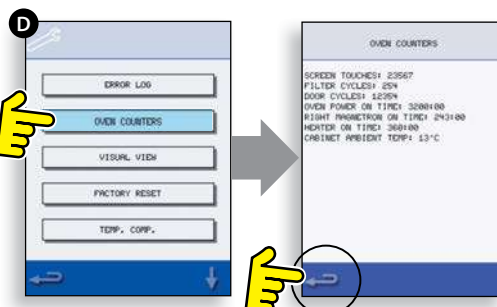 D
ERROR LOG
OVEN COUNTERS
VISUAL VIEW
FACTORY RESET
TEMP. COMP.
OVEN COUNTERS
SCREEN TOUCHES: 23567
FILTER CYCLES: 254
DOOR CYCLES: 12354
OVEN POWER ON TIME: 3200:00
RIGHT MAGNETRON ON TIME: 243:00
HEATER ON TIME: 360:00
CABINET AMBIENT TEMP: 13°C